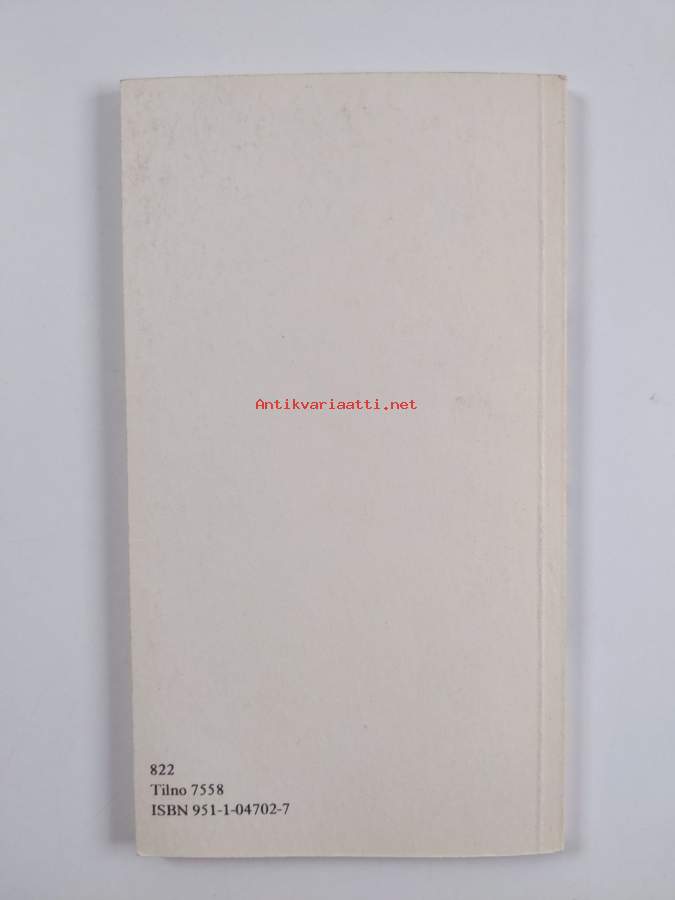 Antikvariaatti.net
822
Tilno 7558
ISBN 951-1-04702-7